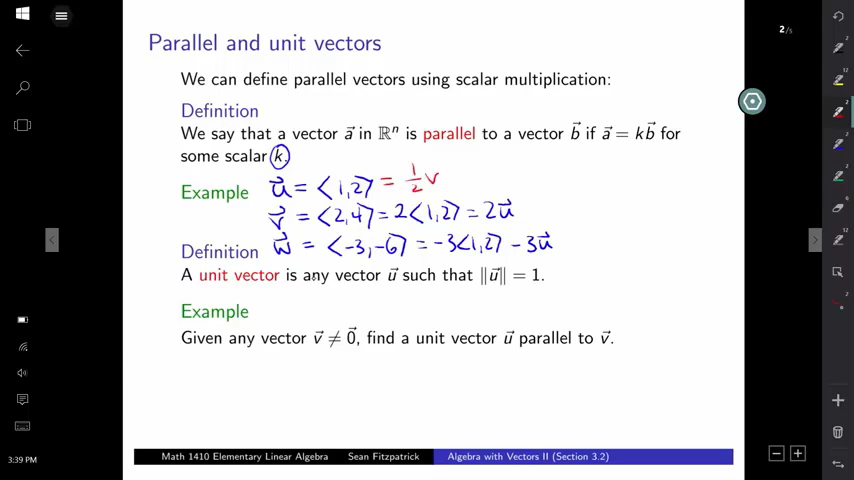 2/5
Parallel and unit vectors
We can define parallel vectors using scalar multiplication:
Definition
We say that a vector a⃗ in ℝⁿ is parallel to a vector b⃗ if a⃗ = kb⃗ for
some scalar k.
Example u⃗ = ⟨1,2⟩ = 1/2 v
v⃗ = ⟨2,4⟩ = 2⟨1,2⟩ = 2u⃗
w⃗ = ⟨-3,-6⟩ = -3⟨1,2⟩ - 3u⃗
Definition
A unit vector is any vector u⃗ such that ‖u⃗‖ = 1.
Example
Given any vector v⃗ ≠ 0⃗, find a unit vector u⃗ parallel to v⃗.
3:39 PM
Math 1410 Elementary Linear Algebra Sean Fitzpatrick Algebra with Vectors II (Section 3.2)